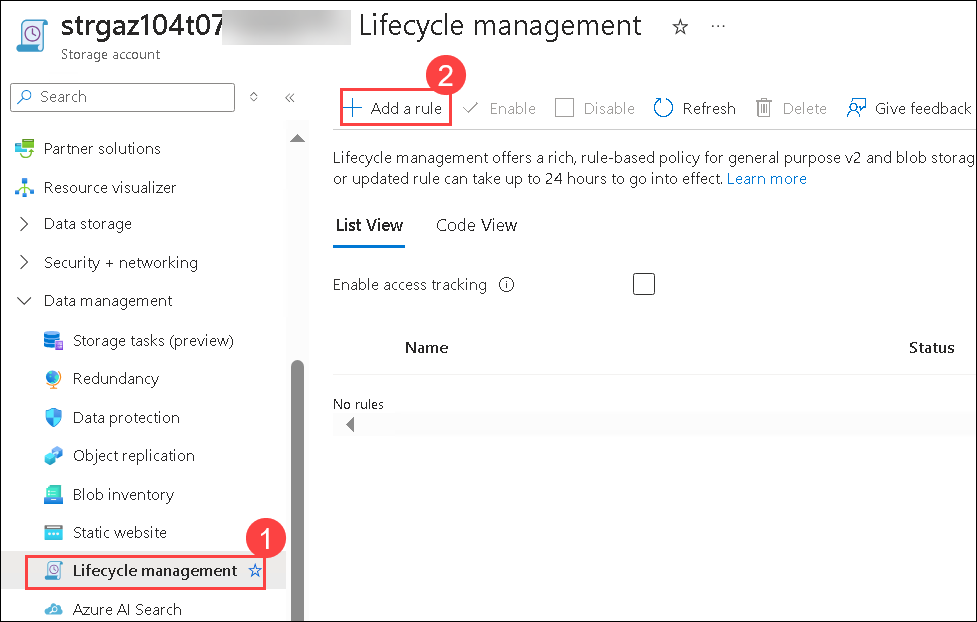 strgaz104t07
Lifecycle management
Storage account
Search
2
Add a rule
Enable
Disable
Refresh
Delete
Give feedback
Partner solutions
Resource visualizer
Data storage
Security + networking
Data management
Storage tasks (preview)
Redundancy
Data protection
Object replication
Blob inventory
Static website
1
Lifecycle management
Azure AI Search
Lifecycle management offers a rich, rule-based policy for general purpose v2 and blob storag
or updated rule can take up to 24 hours to go into effect. Learn more
List View
Code View
Enable access tracking
Name
Status
No rules